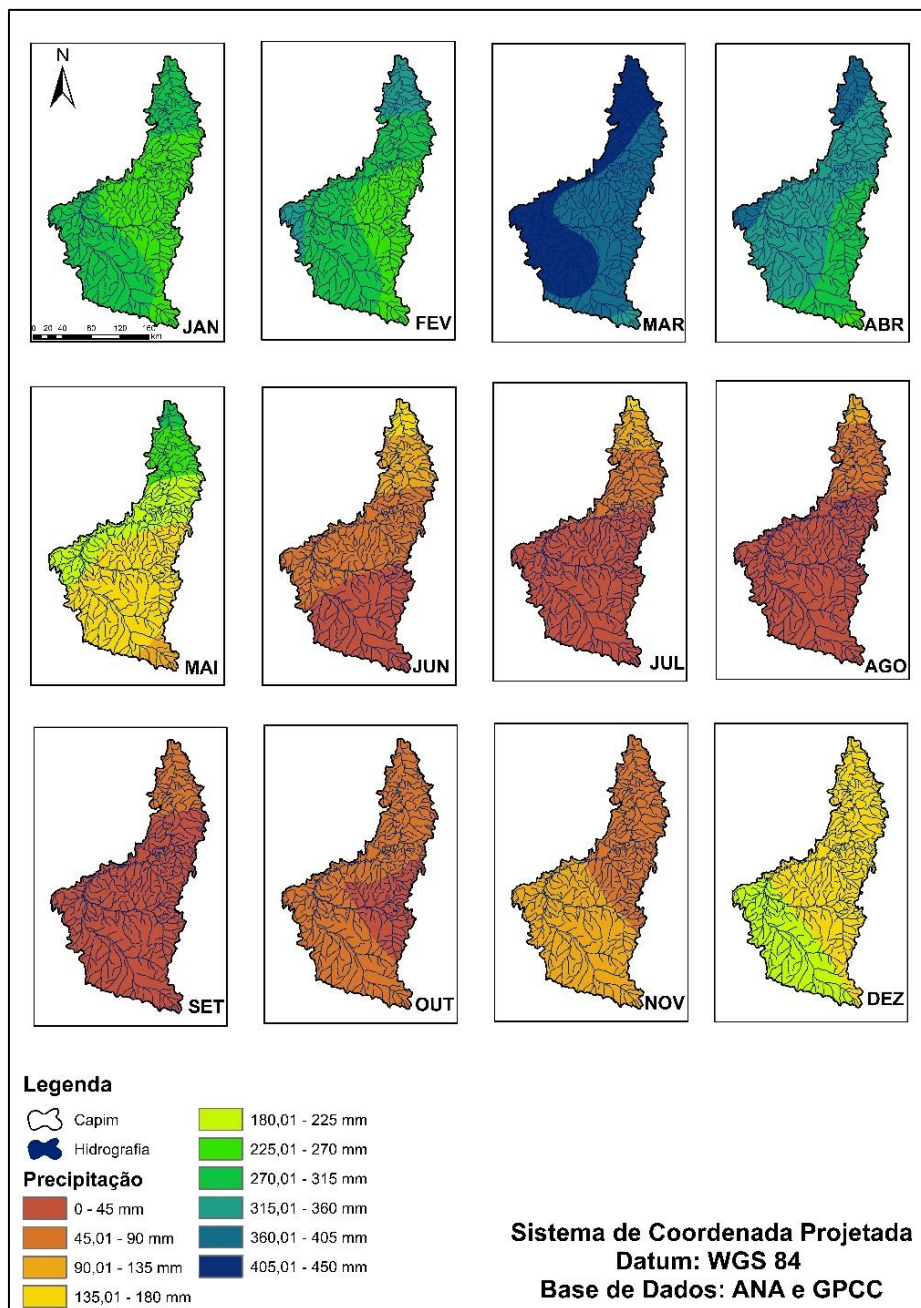 N
JAN
0 20 40 80 120 160
km
FEV
MAR
ABR
MAI
JUN
JUL
AGO
SET
OUT
NOV
DEZ
Legenda
Capim
Hidrografia
Precipitação
0 - 45 mm
45,01 - 90 mm
90,01 - 135 mm
135,01 - 180 mm
180,01 - 225 mm
225,01 - 270 mm
270,01 - 315 mm
315,01 - 360 mm
360,01 - 405 mm
405,01 - 450 mm
Sistema de Coordenada Projetada
Datum: WGS 84
Base de Dados: ANA e GPCC